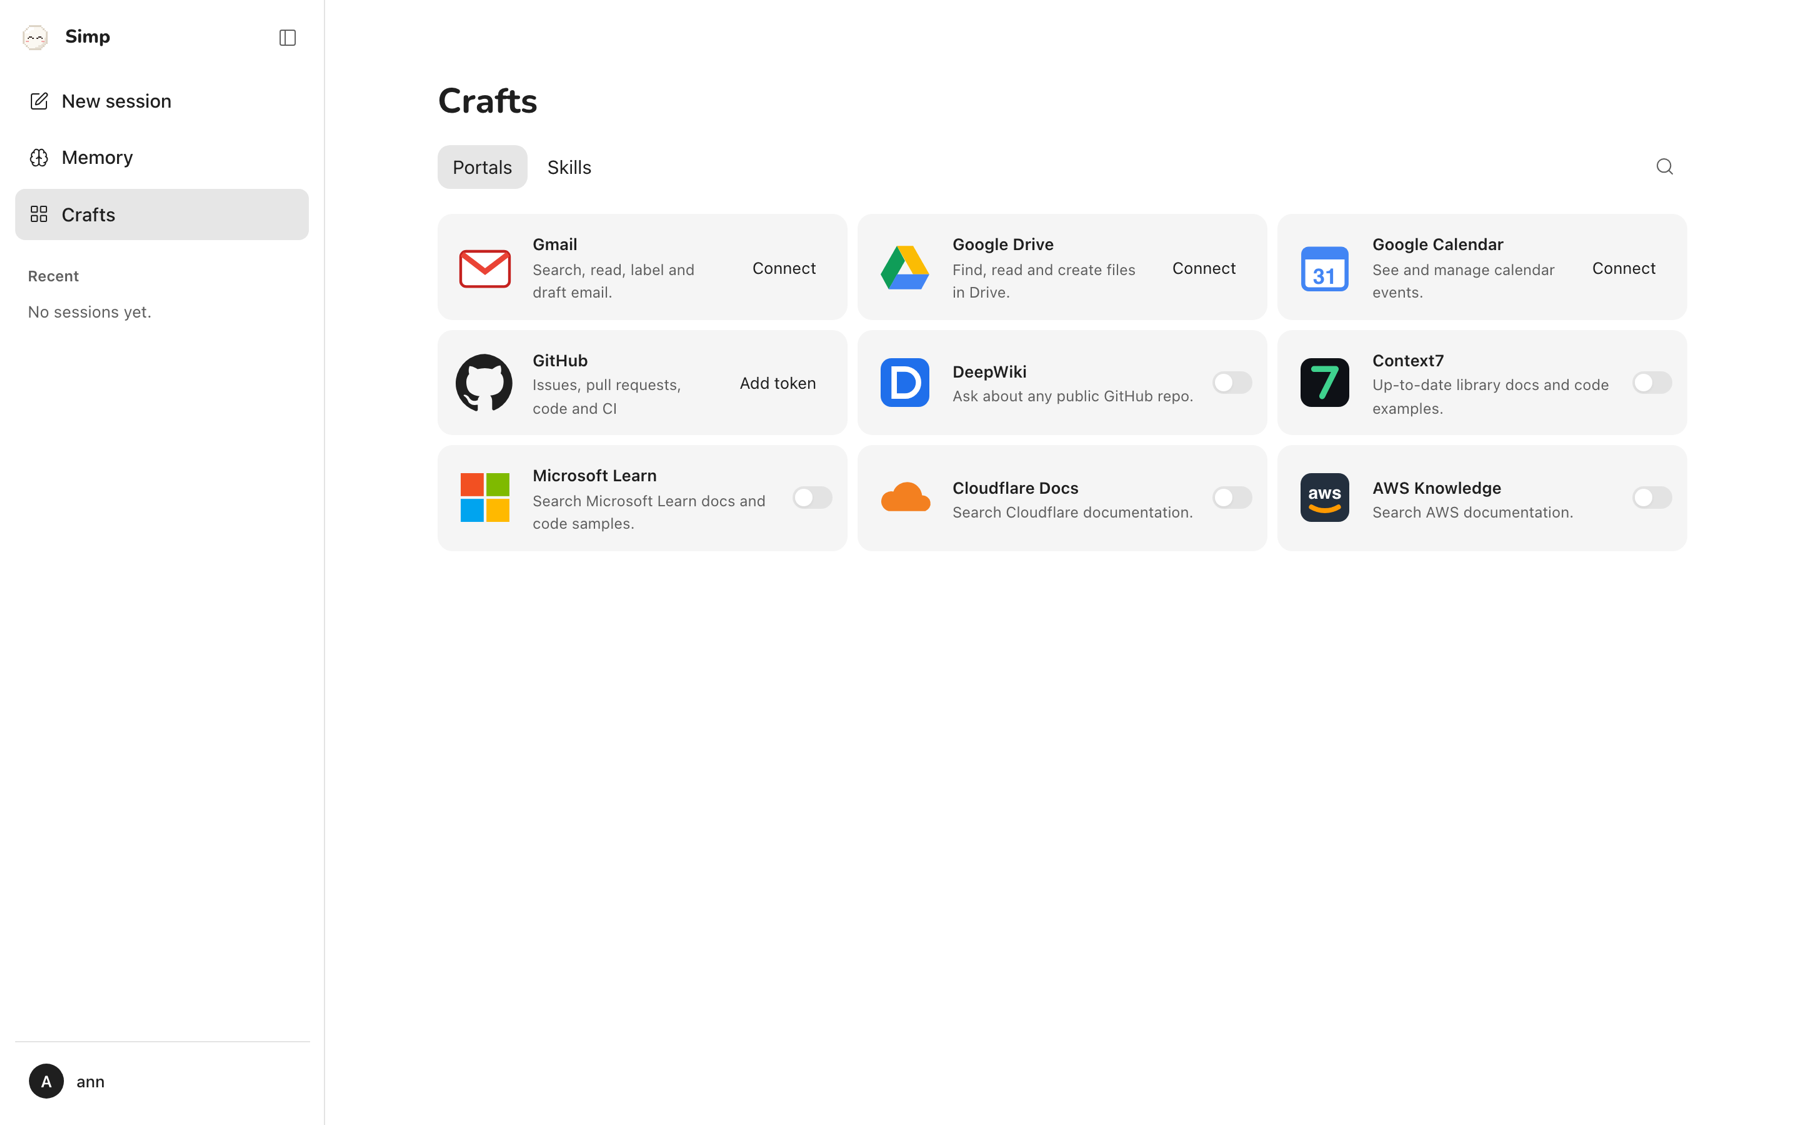 Simp
New session
Memory
Crafts
Recent
No sessions yet.
A
ann
Crafts
Portals
Skills
Gmail
Search, read, label and
draft email.
Connect
Google Drive
Find, read and create files
in Drive.
Connect
31
Google Calendar
See and manage calendar
events.
Connect
GitHub
Issues, pull requests,
code and CI
Add token
D
DeepWiki
Ask about any public GitHub repo.
7
Context7
Up-to-date library docs and code
examples.
Microsoft Learn
Search Microsoft Learn docs and
code samples.
Cloudflare Docs
Search Cloudflare documentation.
aws
AWS Knowledge
Search AWS documentation.